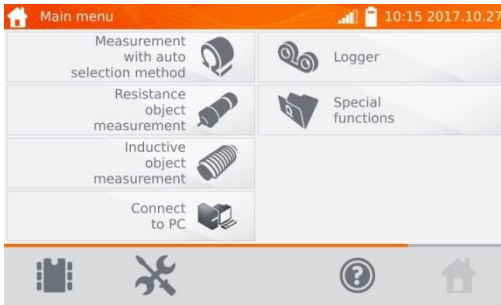 Main menu
10:15 2017.10.27
Measurement
with auto
selection method
Logger
Resistance
object
measurement
Special
functions
Inductive
object
measurement
Connect
to PC